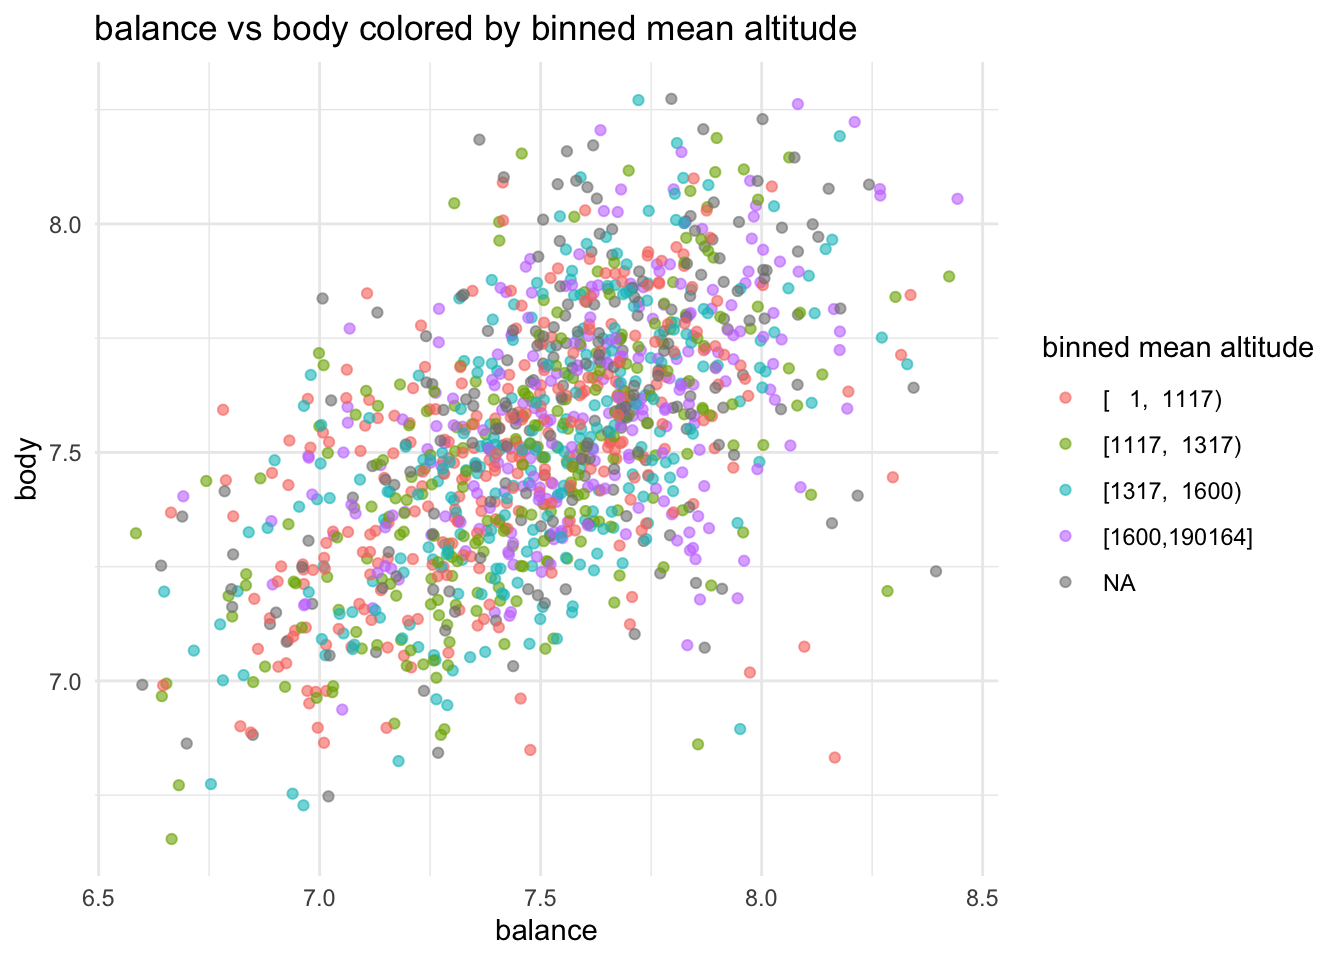 balance vs body colored by binned mean altitude
body
8.0
7.5
7.0
6.5
7.0
7.5
8.0
8.5
balance
binned mean altitude
[   1,  1117)
[1117,  1317)
[1317,  1600)
[1600,190164]
NA